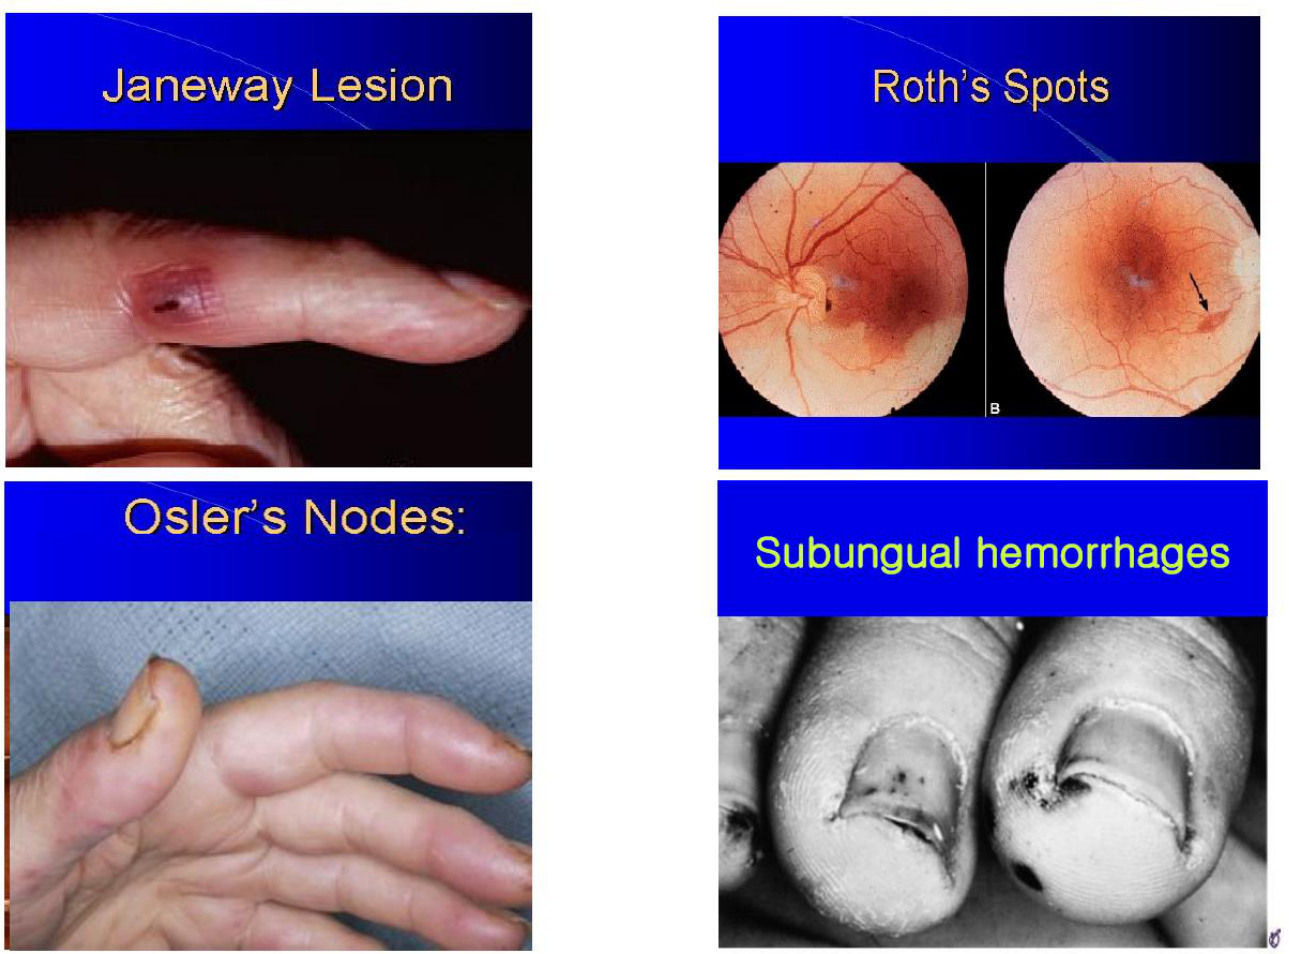 Janeway Lesion
Roth's Spots
B
Osler's Nodes:
Subungual hemorrhages